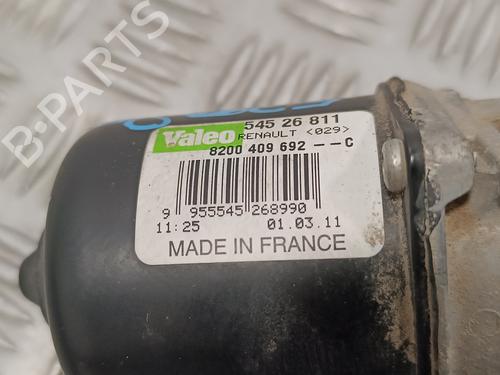 B-PARTS
545 26 811
Valeo RENAULT <029>
8200 409 692 --C
9 955545 268990
11:25 01.03.11
MADE IN FRANCE